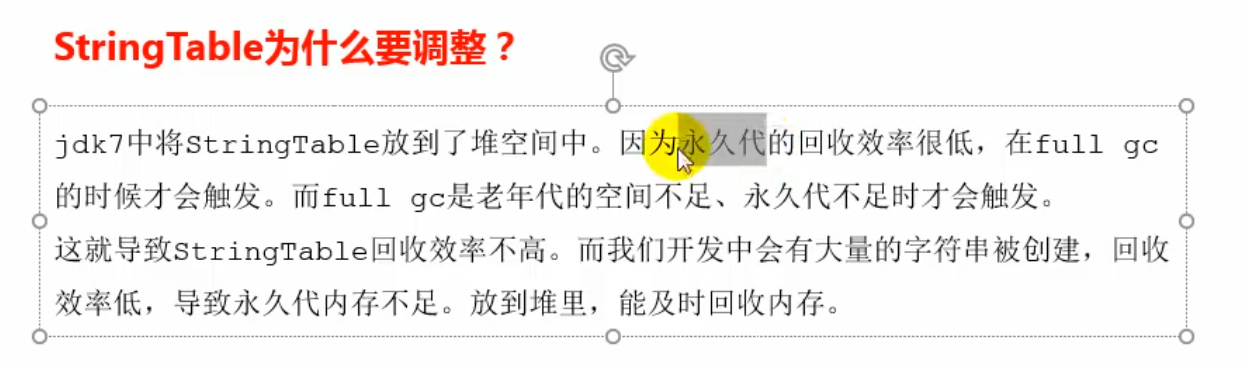 StringTable为什么要调整？
jdk7中将StringTable放到了堆空间中。因为永久代的回收效率很低，在full gc
的时候才会触发。而full gc是老年代的空间不足、永久代不足时才会触发。
这就导致StringTable回收效率不高。而我们开发中会有大量的字符串被创建，回收
效率低，导致永久代内存不足。放到堆里，能及时回收内存。